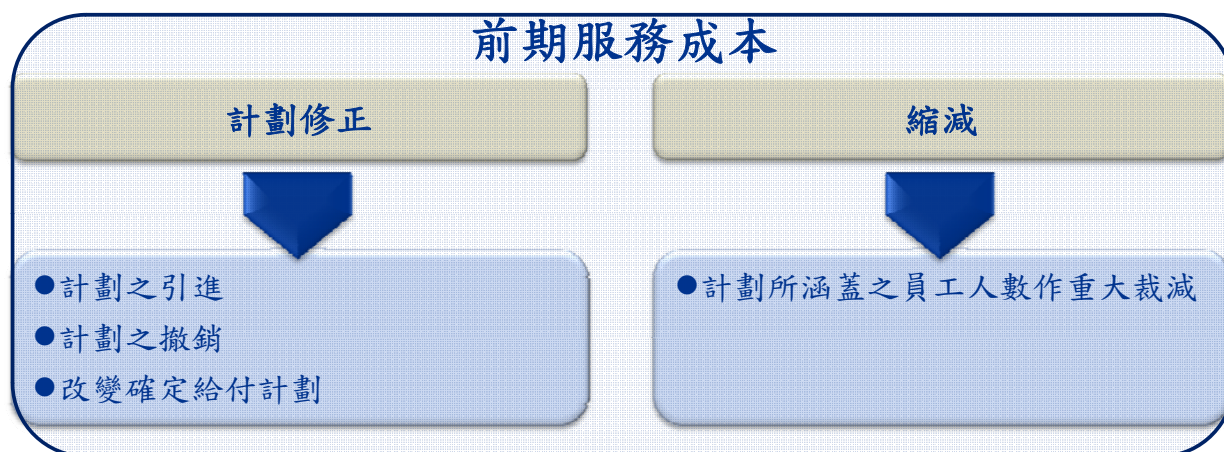 前期服務成本
計劃修正
縮減
●計劃之引進
●計劃之撤銷
●改變確定給付計劃
●計劃所涵蓋之員工人數作重大裁減